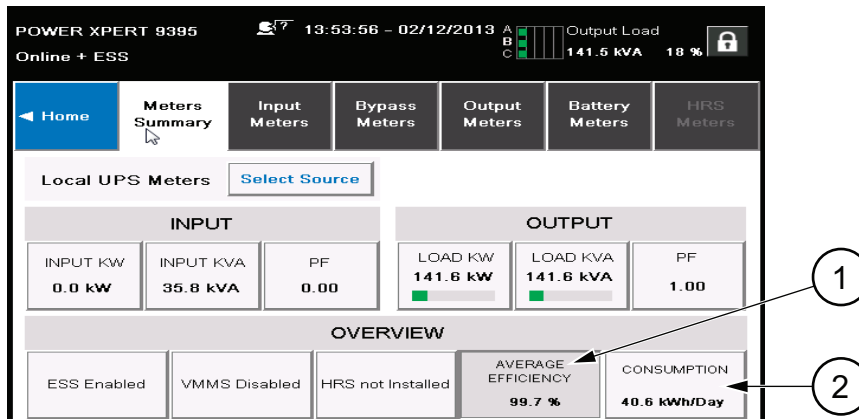 POWER XPERT 9395
? 13:53:56 - 02/12/2013
A
B
C
Output Load
Online + ESS
141.5 kVA 18 %
Home
Meters Summary
Input Meters
Bypass Meters
Output Meters
Battery Meters
HRS Meters
Local UPS Meters
Select Source
INPUT
OUTPUT
INPUT KW
0.0 kW
INPUT KVA
35.8 kVA
PF
0.00
LOAD KW
141.6 kW
LOAD KVA
141.6 kVA
PF
1.00
1
OVERVIEW
ESS Enabled
VMMS Disabled
HRS not Installed
AVERAGE
EFFICIENCY
99.7 %
CONSUMPTION
40.6 kWh/Day
2